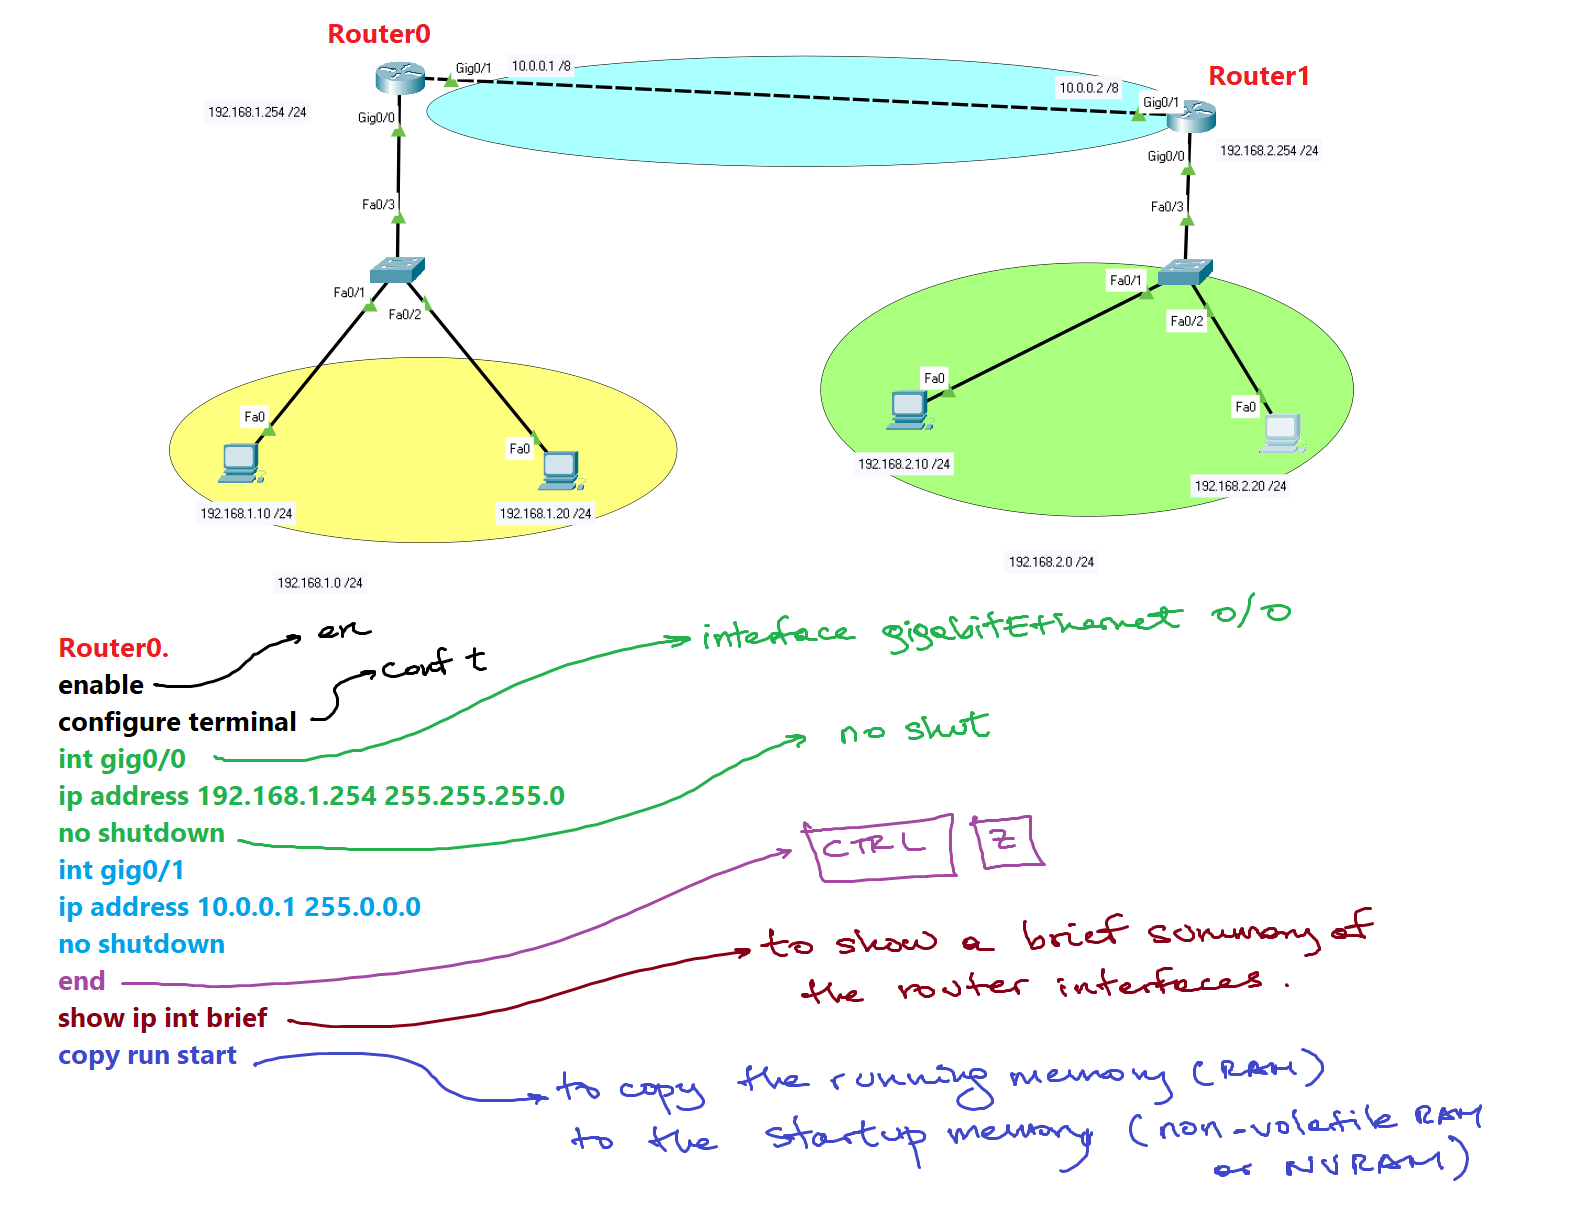 Router0
Gig0/1
10.0.0.1 /8
10.0.0.2 /8
Router1
Gig0/1
192.168.1.254 /24
Gig0/0
192.168.2.254 /24
Gig0/0
Fa0/3
Fa0/3
Fa0/1
Fa0/2
Fa0/1
Fa0/2
Fa0
Fa0
Fa0
Fa0
192.168.1.10 /24
192.168.1.20 /24
192.168.2.10 /24
192.168.2.20 /24
192.168.1.0 /24
192.168.2.0 /24
Router0.
enable
en
configure terminal
conf t
int gig0/0
interface gigabitEthernet 0/0
ip address 192.168.1.254 255.255.255.0
no shutdown
no shut
int gig0/1
ip address 10.0.0.1 255.0.0.0
no shutdown
end
CTRL Z
show ip int brief
to show a brief summary of
the router interfaces.
copy run start
to copy the running memory (RAM)
to the startup memory (non-volatile RAM
or NVRAM)